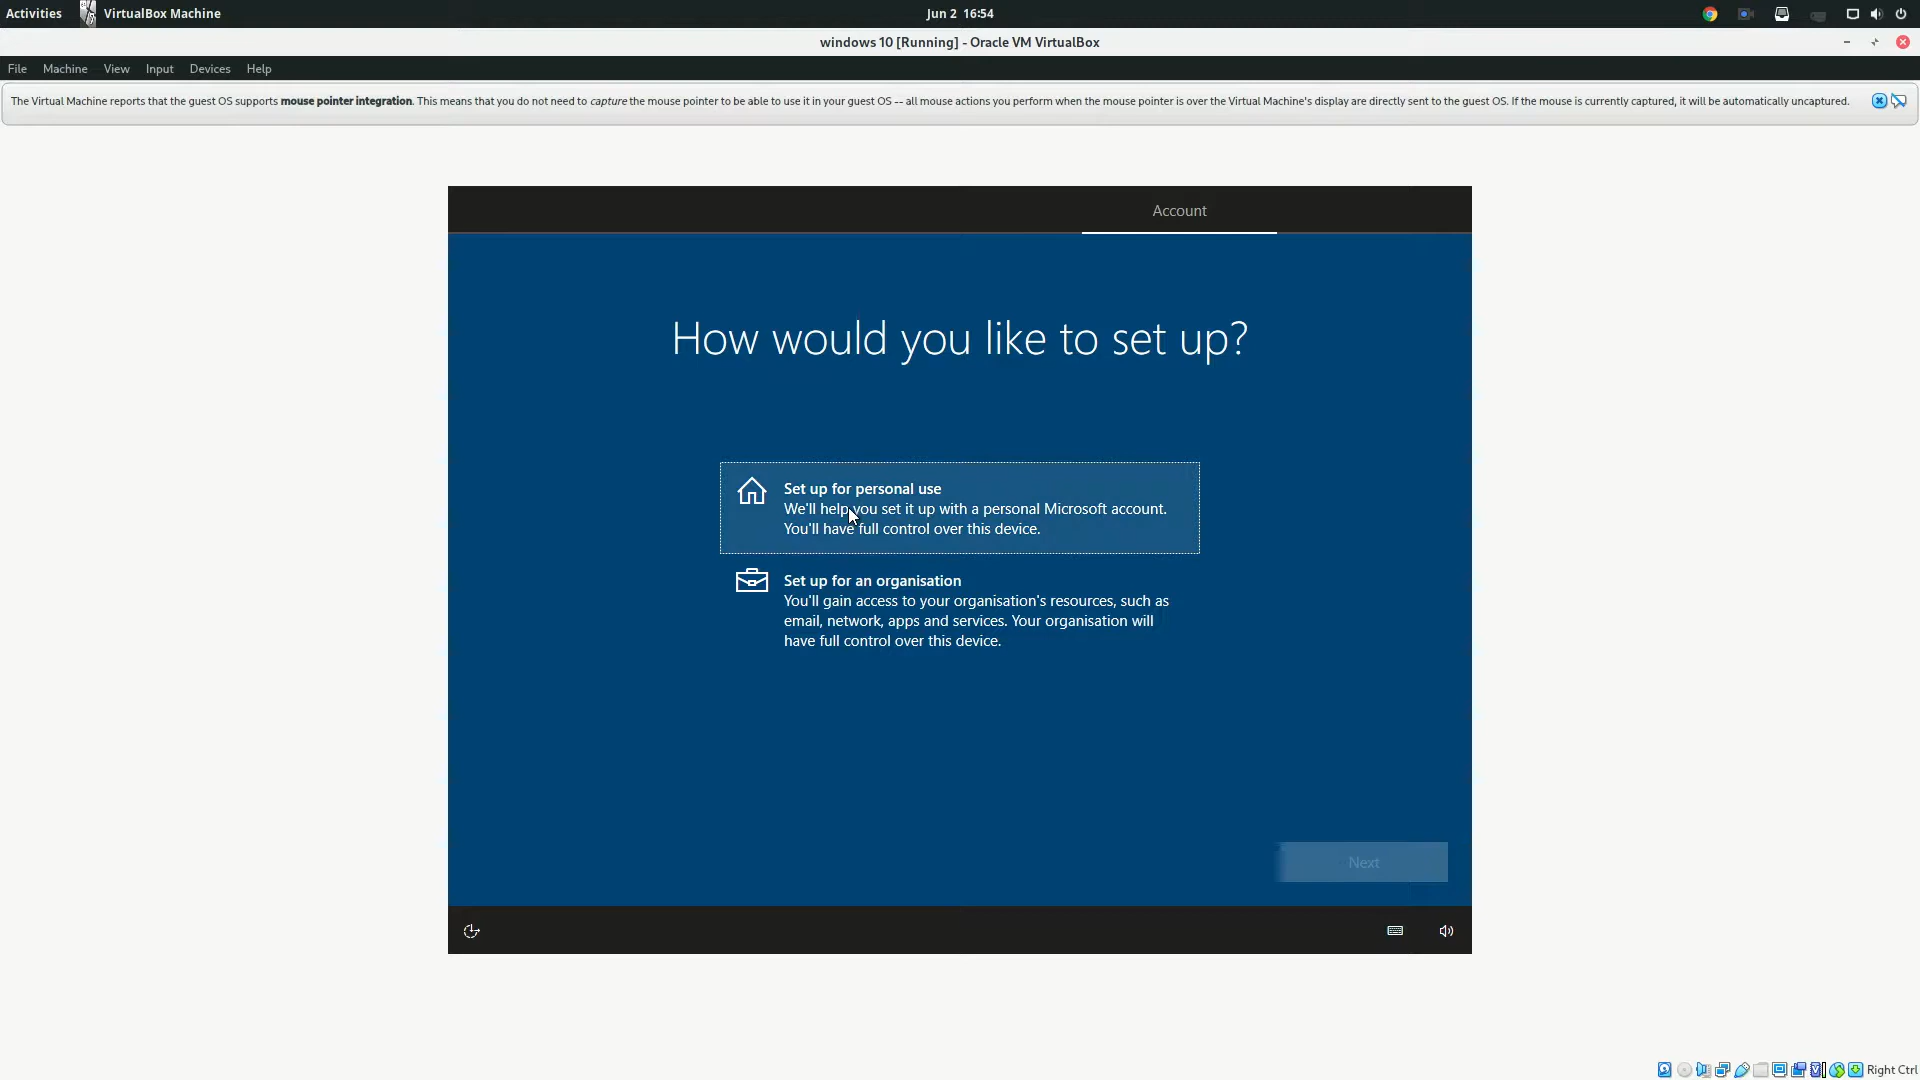 Activities VirtualBox Machine Jun 2 16:54
windows 10 [Running] - Oracle VM VirtualBox
File Machine View Input Devices Help
The Virtual Machine reports that the guest OS supports mouse pointer integration. This means that you do not need to capture the mouse pointer to be able to use it in your guest OS -- all mouse actions you perform when the mouse pointer is over the Virtual Machine's display are directly sent to the guest OS. If the mouse is currently captured, it will be automatically uncaptured.
Account
How would you like to set up?
Set up for personal use
We'll help you set it up with a personal Microsoft account.
You'll have full control over this device.
Set up for an organisation
You'll gain access to your organisation's resources, such as
email, network, apps and services. Your organisation will
have full control over this device.
Next
Right Ctrl